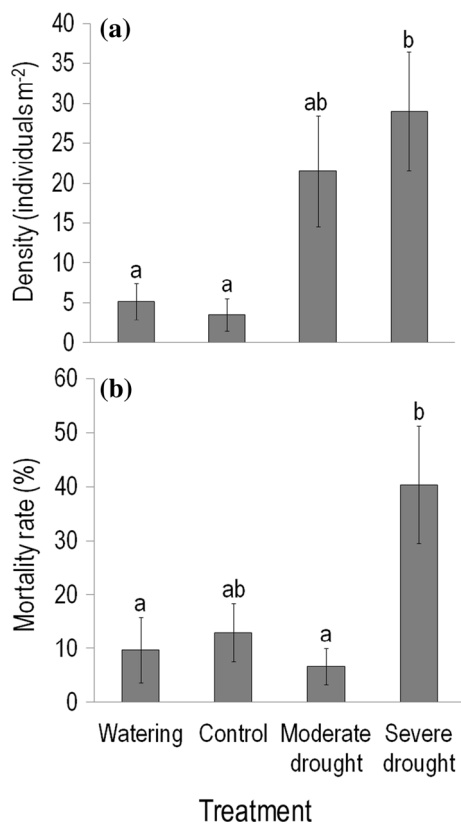 (a)
Density (individuals m-2)
40
35
30
25
20
15
10
5
0
a
a
ab
b
(b)
Mortality rate (%)
60
50
40
30
20
10
0
a
ab
a
b
Watering Control Moderate Severe
drought drought
Treatment